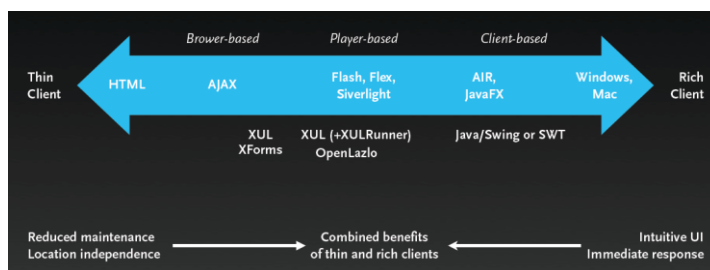 Brower-based Player-based Client-based
Thin
Client
HTML
AJAX
Flash, Flex,
Siverlight
AIR,
JavaFX
Windows,
Mac
Rich
Client
XUL
XForms
XUL (+XULRunner)
OpenLazlo
Java/Swing or SWT
Reduced maintenance
Location independence
Combined benefits
of thin and rich clients
Intuitive UI
Immediate response